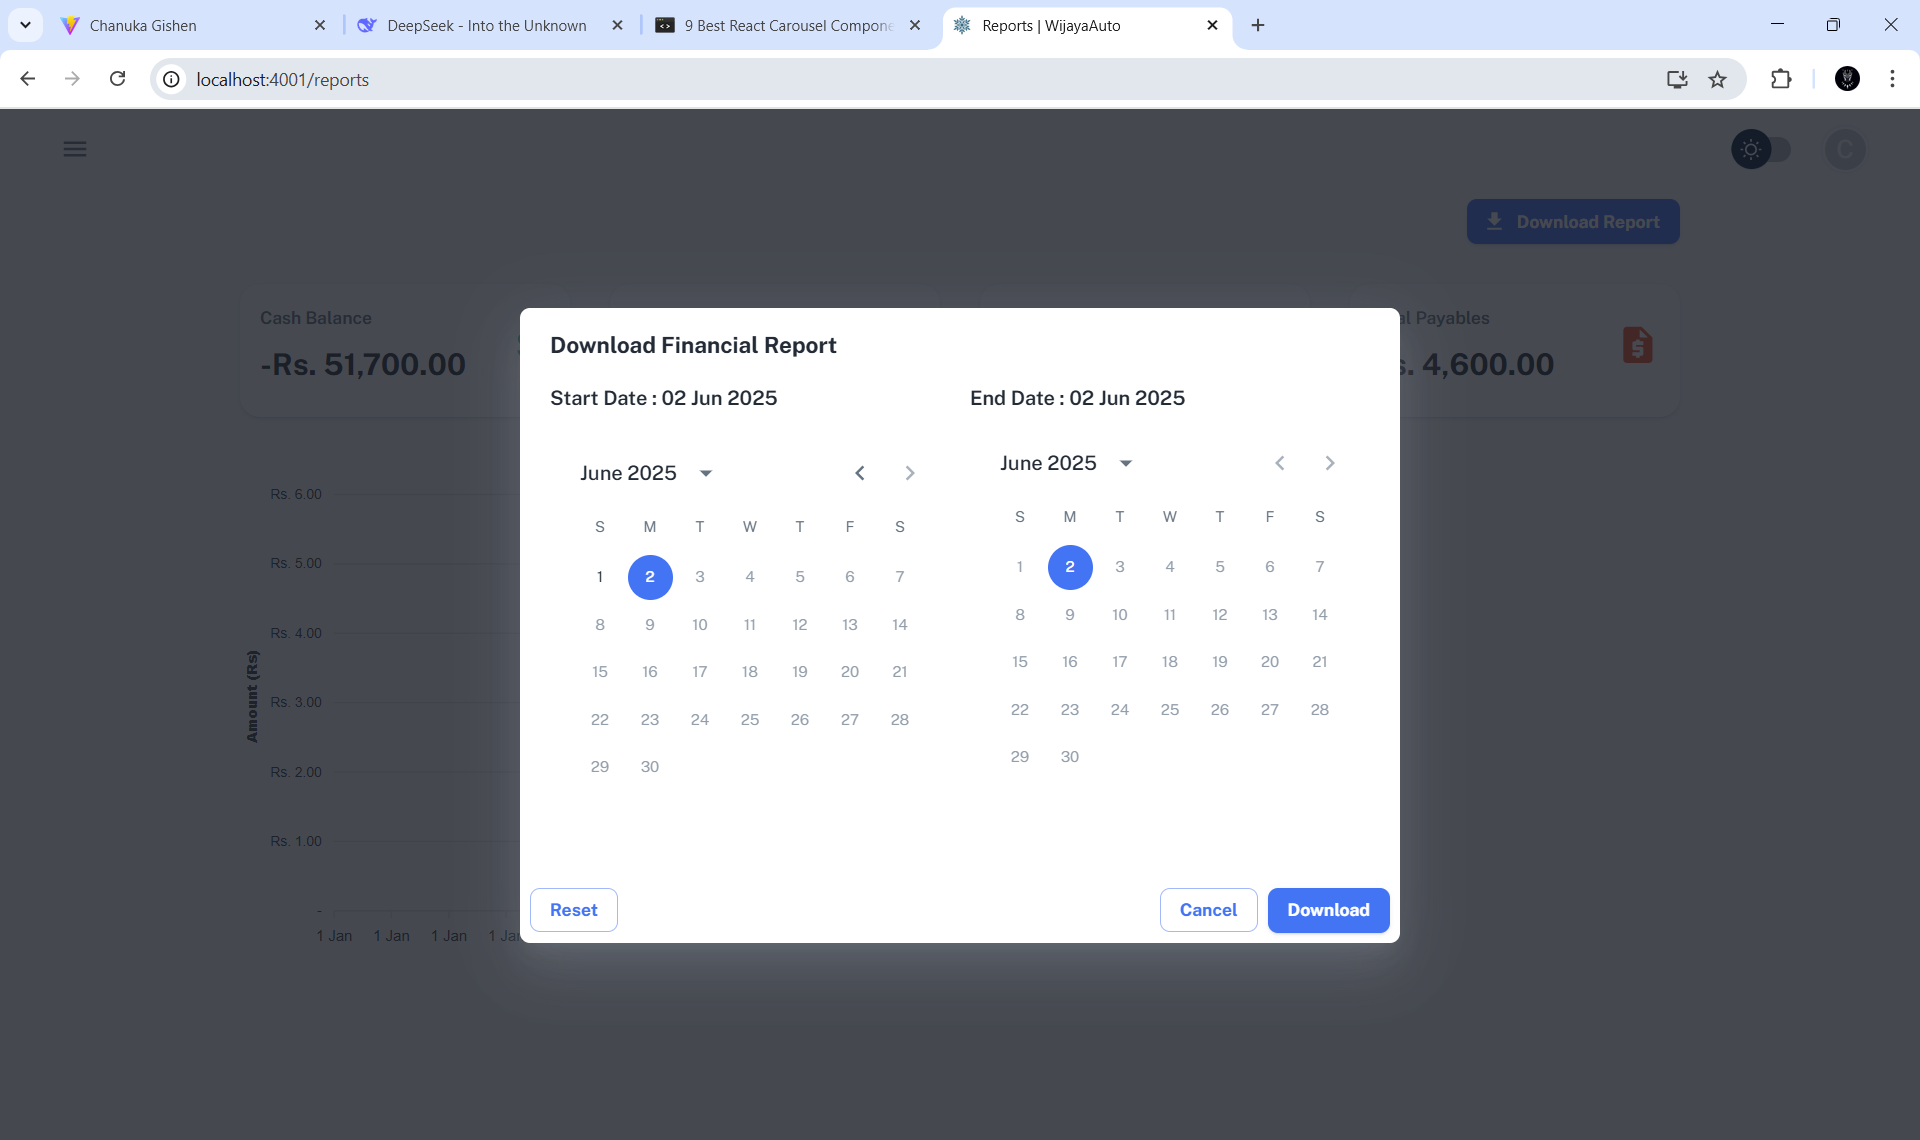 Chanuka Gishen
DeepSeek - Into the Unknown
9 Best React Carousel Compone
Reports | WijayaAuto
localhost:4001/reports
C
Download Report
Cash Balance
-Rs. 51,700.00
al Payables
s. 4,600.00
Download Financial Report
Start Date : 02 Jun 2025
End Date : 02 Jun 2025
June 2025
S M T W T F S
1 2 3 4 5 6 7
8 9 10 11 12 13 14
15 16 17 18 19 20 21
22 23 24 25 26 27 28
29 30
June 2025
S M T W T F S
1 2 3 4 5 6 7
8 9 10 11 12 13 14
15 16 17 18 19 20 21
22 23 24 25 26 27 28
29 30
Reset
Cancel
Download
Amount (Rs)
Rs. 6.00
Rs. 5.00
Rs. 4.00
Rs. 3.00
Rs. 2.00
Rs. 1.00
-
1 Jan 1 Jan 1 Jan 1 Jan